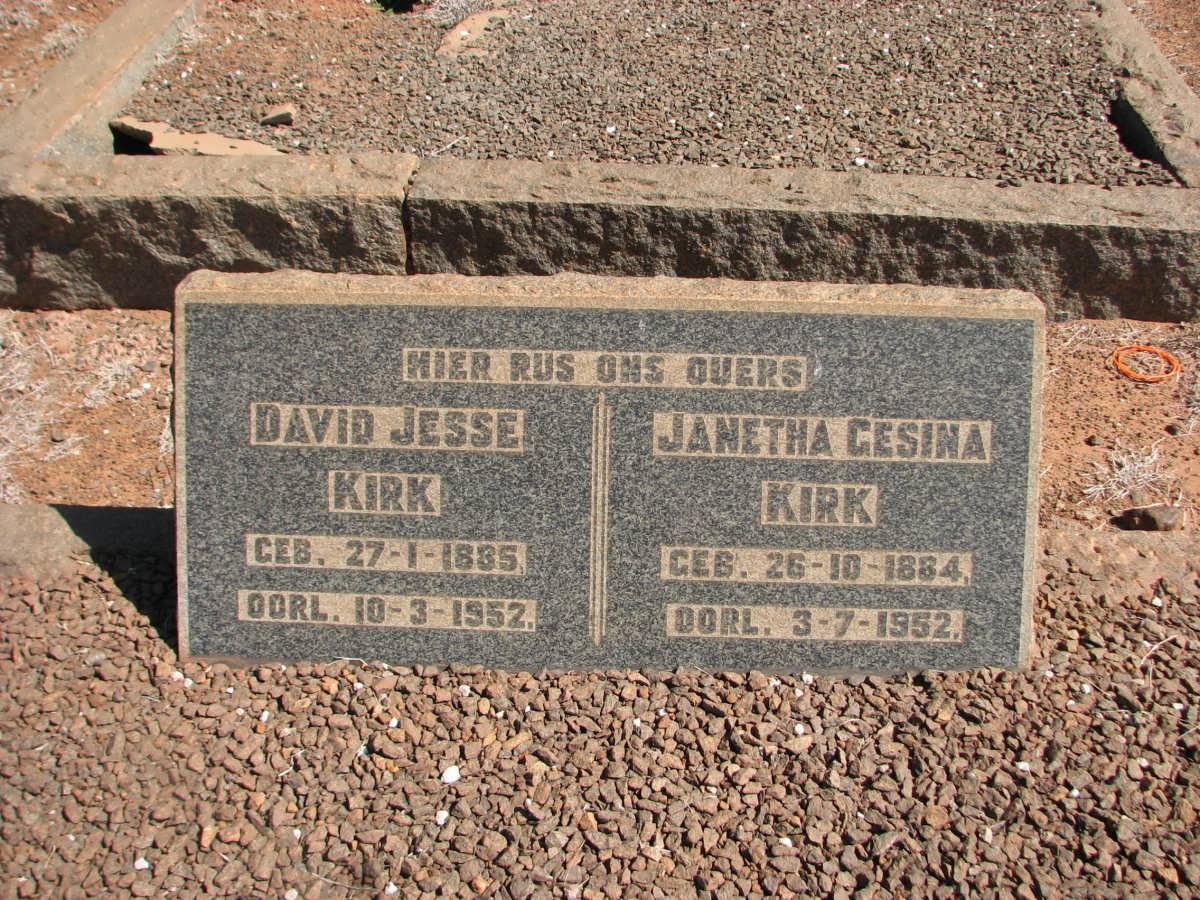 HIER RUS ONS OUERS
DAVID JESSE
KIRK
GEB. 27-1-1885,
OORL. 10-3-1952.
JANETHA GESINA
KIRK
GEB. 26-10-1884,
OORL. 3-7-1952,